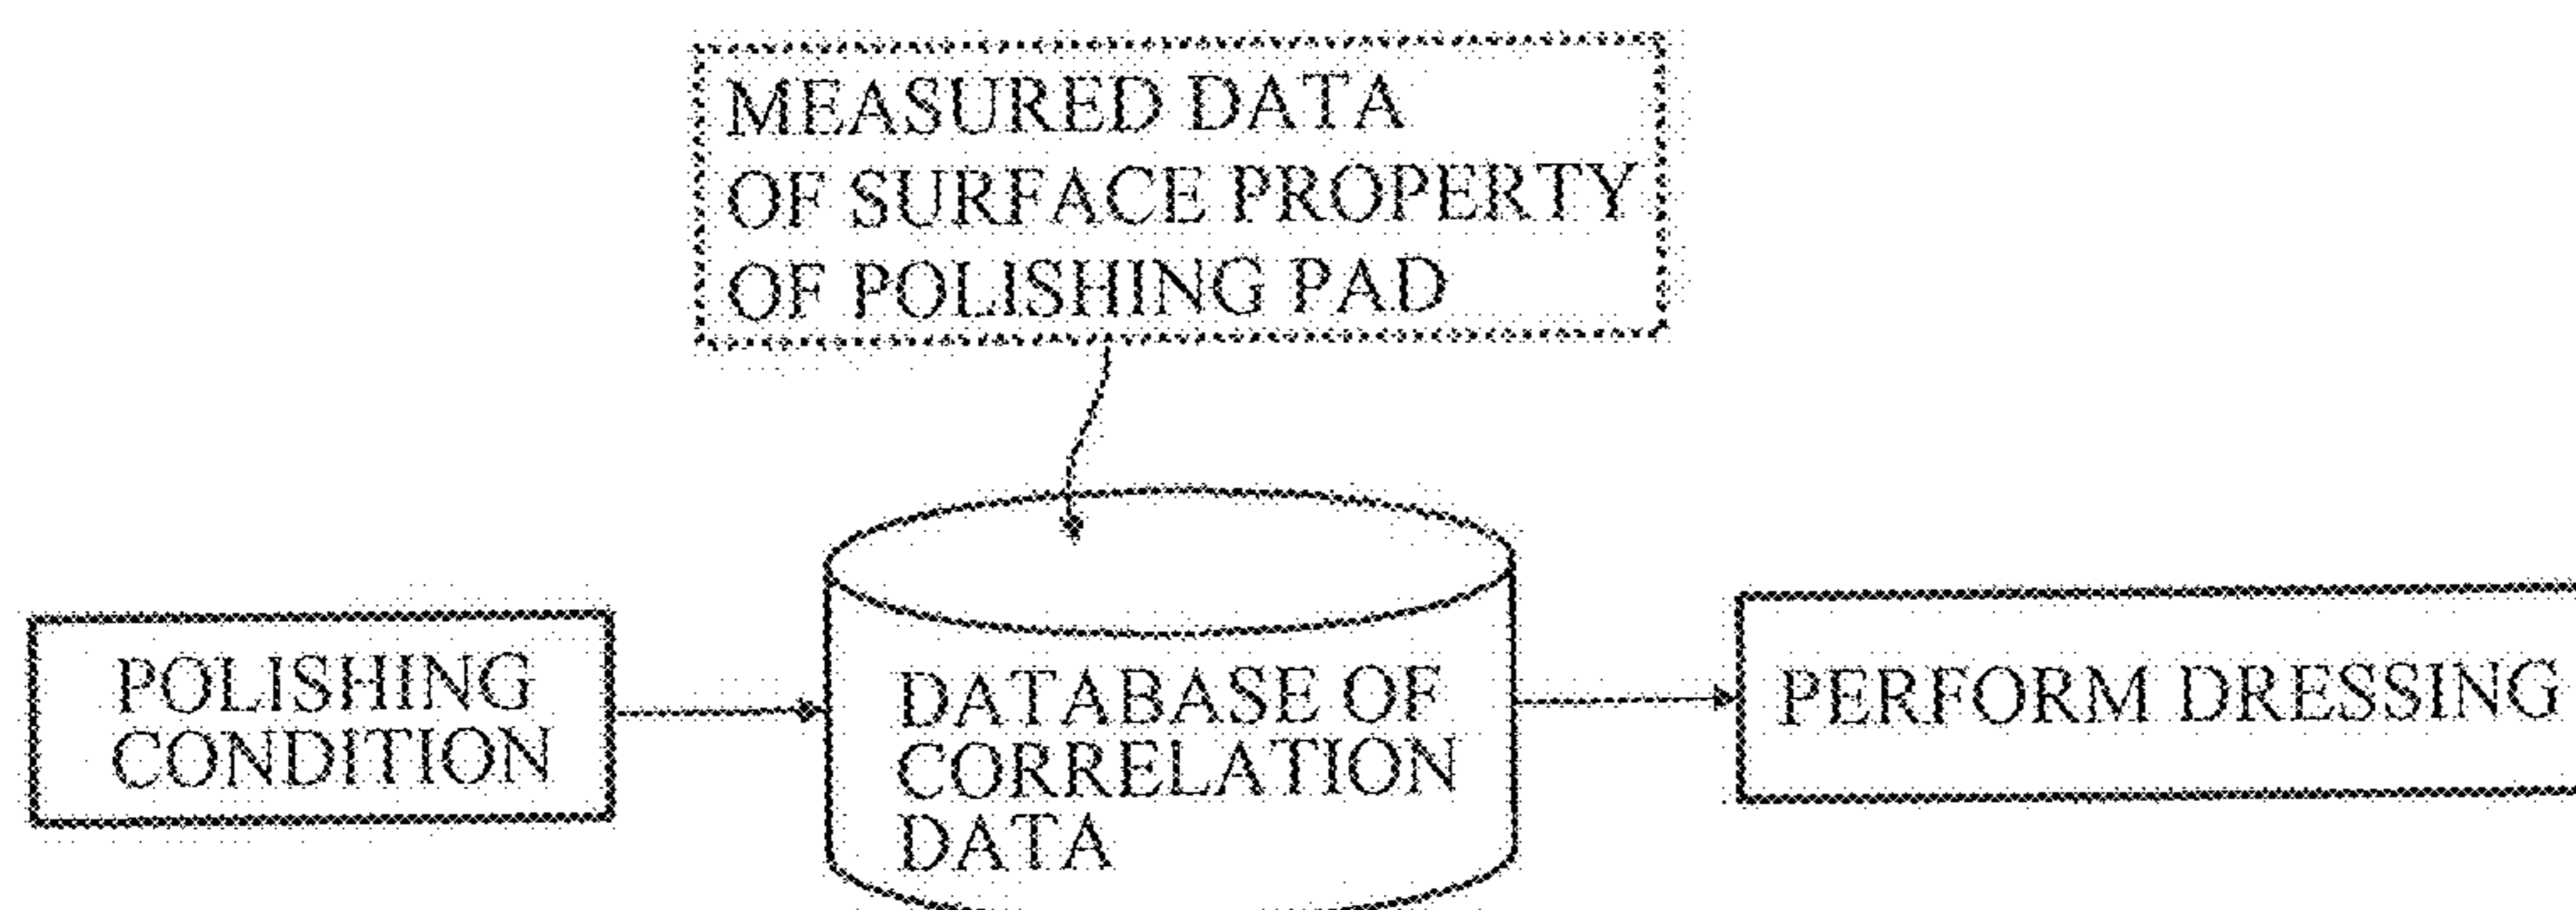 MEASURED DATA
OF SURFACE PROPERTY
OF POLISHING PAD
POLISHING
CONDITION
DATABASE OF
CORRELATION
DATA
PERFORM DRESSING